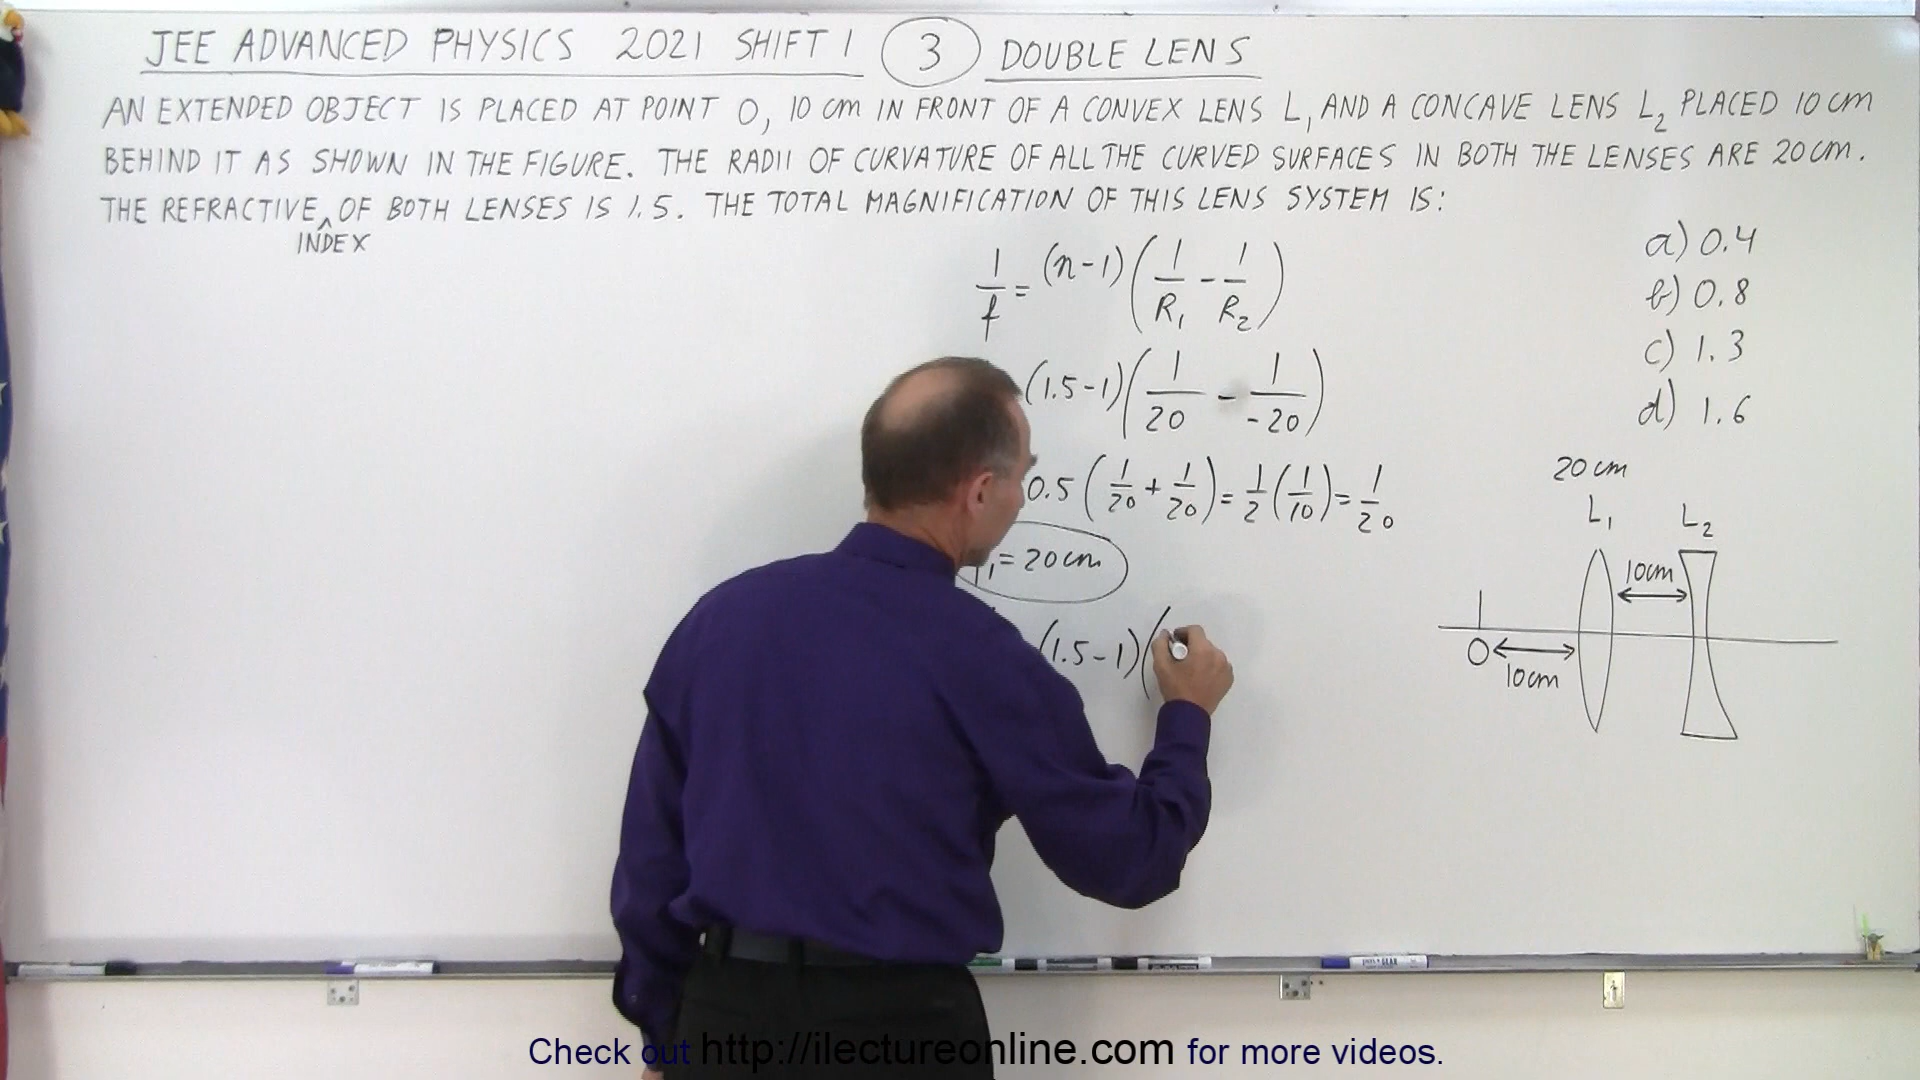 JEE ADVANCED PHYSICS 2021 SHIFT 1 3 DOUBLE LENS
AN EXTENDED OBJECT IS PLACED AT POINT O, 10 cm IN FRONT OF A CONVEX LENS L₁ AND A CONCAVE LENS L₂ PLACED 10 cm
BEHIND IT AS SHOWN IN THE FIGURE. THE RADII OF CURVATURE OF ALL THE CURVED SURFACES IN BOTH THE LENSES ARE 20 cm.
THE REFRACTIVE ^ OF BOTH LENSES IS 1.5. THE TOTAL MAGNIFICATION OF THIS LENS SYSTEM IS:
INDEX
1/f = (n-1)(1/R₁ - 1/R₂)
(1.5-1)(1/20 - 1/-20)
0.5 (1/20 + 1/20) = 1/2 (1/10) = 1/20
₁ = 20 cm
(1.5-1)(
a) 0.4
b) 0.8
c) 1.3
d) 1.6
20 cm
L₁ L₂
10cm
O
10cm
Check out http://ilectureonline.com for more videos.